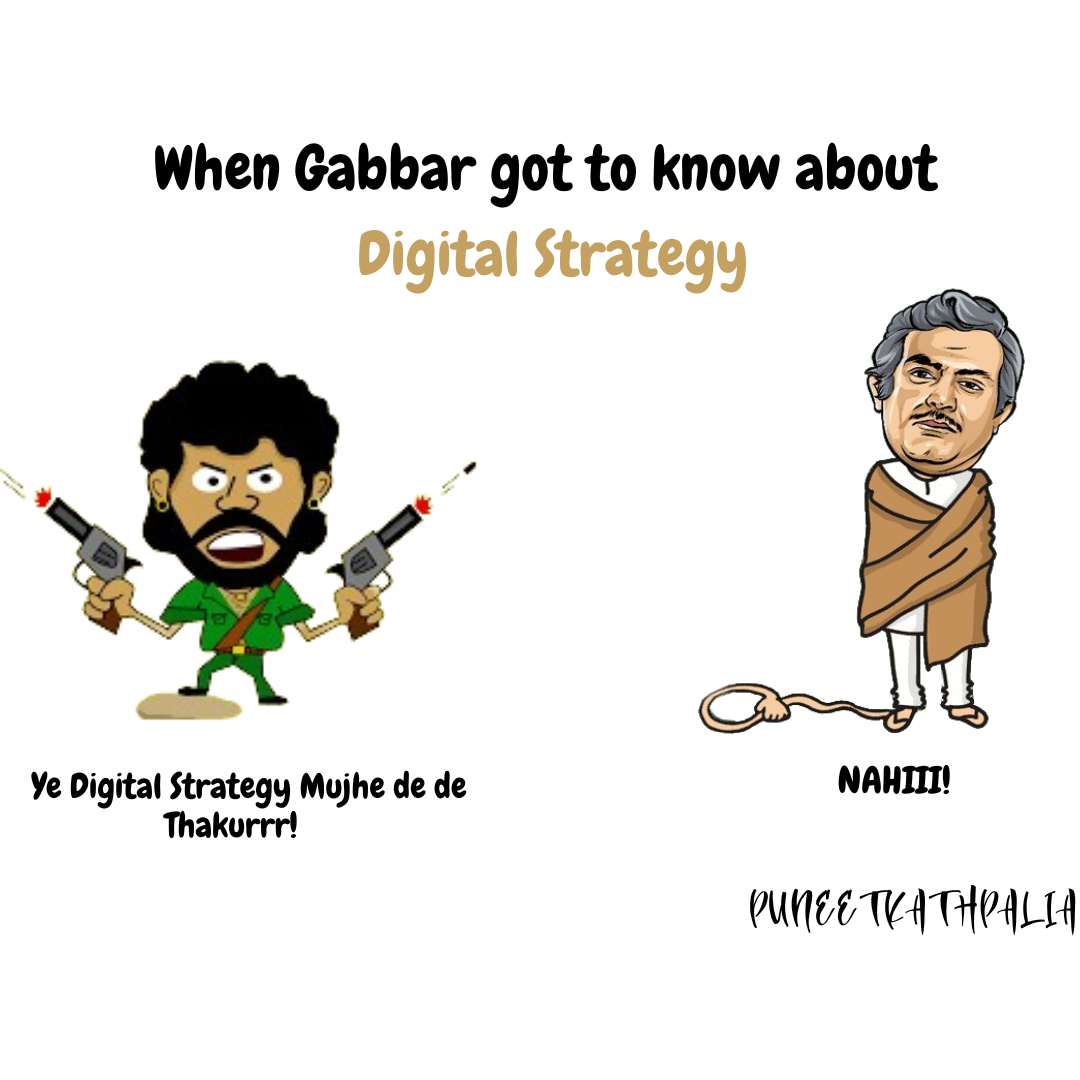 When Gabbar got to know about
Digital Strategy
Ye Digital Strategy Mujhe de de
Thakurrr!
NAHIII!
PUNEETKATHPALIA